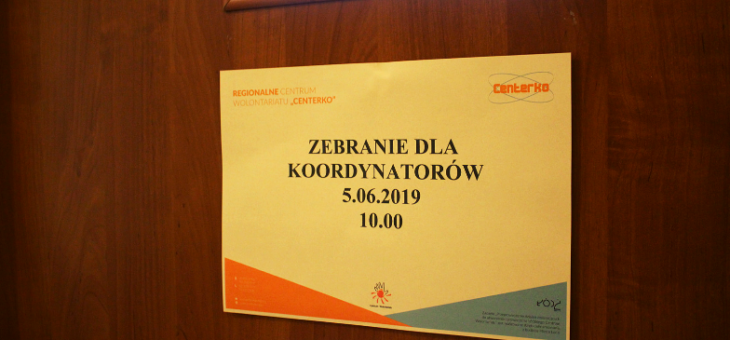 REGIONALNE CENTRUM
WOLONTARIATU „CENTERKO”
centerko
ZEBRANIE DLA
KOORDYNATORÓW
5.06.2019
10.00